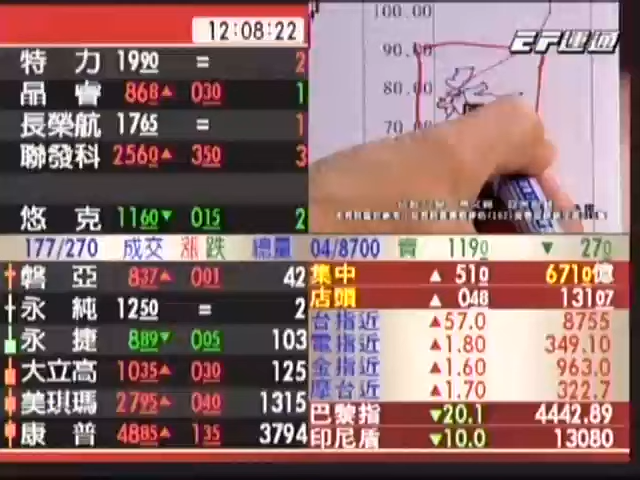 12:08:22
特力 1990 = 2
晶睿 868▲ 030 1
長榮航 1765 = 1
聯發科 2560▲ 350 3
悠克 1160▼ 015 2
177/270 成交 漲跌 總量
磐亞 837▲ 001 42
永純 1250 = 2
永捷 889▼ 005 103
大立高 1035▲ 030 125
美琪瑪 2795▲ 040 1315
康普 4885▲ 135 3794
100.00
90.00
80.00
70
建通
04/8700 賣 1190 ▼ 270
集中 ▲ 510 6710億
店頭 ▲ 048 13107
台指近 ▲57.0 8755
電指近 ▲1.80 349.10
金指近 ▲1.60 963.0
摩台近 ▲1.70 322.7
巴黎指 ▼20.1 4442.89
印尼盾 ▼10.0 13080